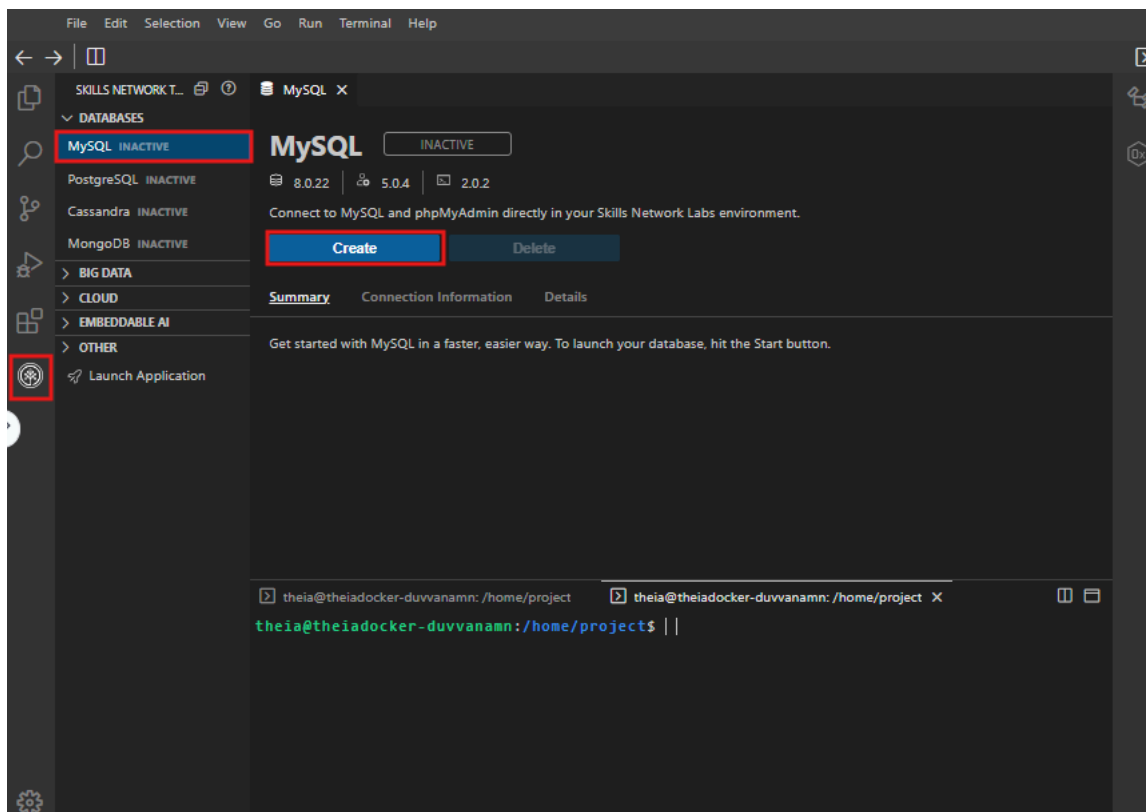 File Edit Selection View Go Run Terminal Help
SKILLS NETWORK T...
DATABASES
MySQL INACTIVE
PostgreSQL INACTIVE
Cassandra INACTIVE
MongoDB INACTIVE
BIG DATA
CLOUD
EMBEDDABLE AI
OTHER
Launch Application
MySQL
MySQL INACTIVE
8.0.22 5.0.4 2.0.2
Connect to MySQL and phpMyAdmin directly in your Skills Network Labs environment.
Create Delete
Summary Connection Information Details
Get started with MySQL in a faster, easier way. To launch your database, hit the Start button.
theia@theiadocker-duvvanamn: /home/project theia@theiadocker-duvvanamn: /home/project
theia@theiadocker-duvvanamn:/home/project$